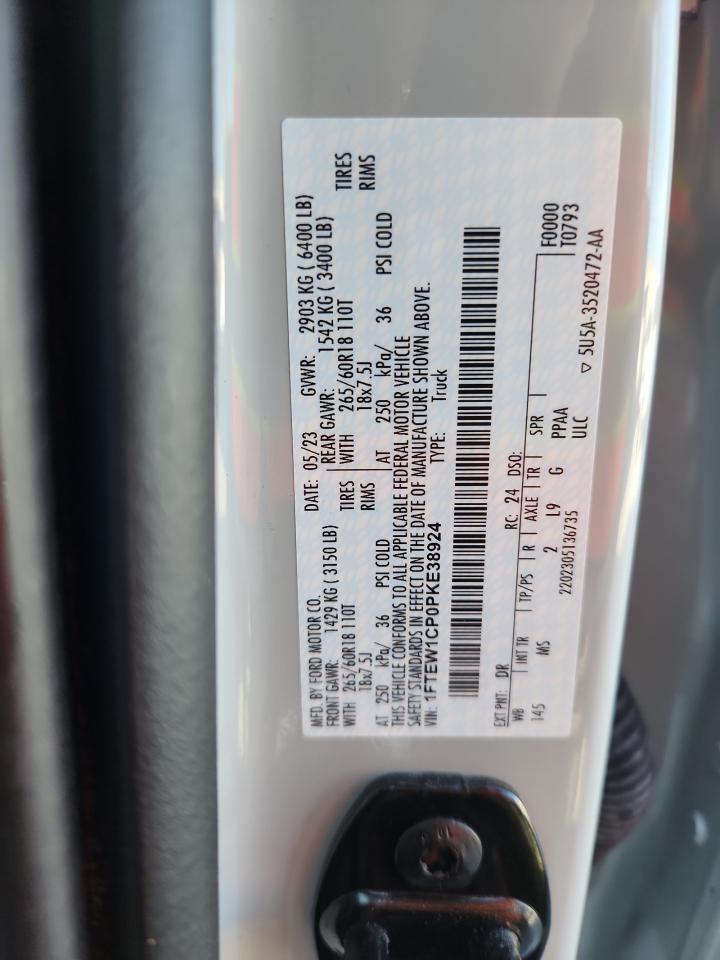 MFD. BY FORD MOTOR CO.
DATE: 05/23 GVWR: 2903 KG ( 6400 LB)
FRONT GAWR: 1429 KG ( 3150 LB) REAR GAWR: 1542 KG ( 3400 LB)
WITH 265/60R18 110T TIRES WITH 265/60R18 110T TIRES
18x7.5J RIMS 18x7.5J RIMS
AT 250 kPa/ 36 PSI COLD AT 250 kPa/ 36 PSI COLD
THIS VEHICLE CONFORMS TO ALL APPLICABLE FEDERAL MOTOR VEHICLE
SAFETY STANDARDS IN EFFECT ON THE DATE OF MANUFACTURE SHOWN ABOVE.
VIN: 1FTEW1CP0PKE38924 TYPE: Truck
EXT PNT: DR RC: 24 DSO: F0000
WB INT TR TP/PS R AXLE TR SPR T0793
145 MS 2 L9 G PPAA
2202305136735 ULC
▽ 5U5A-3520472-AA